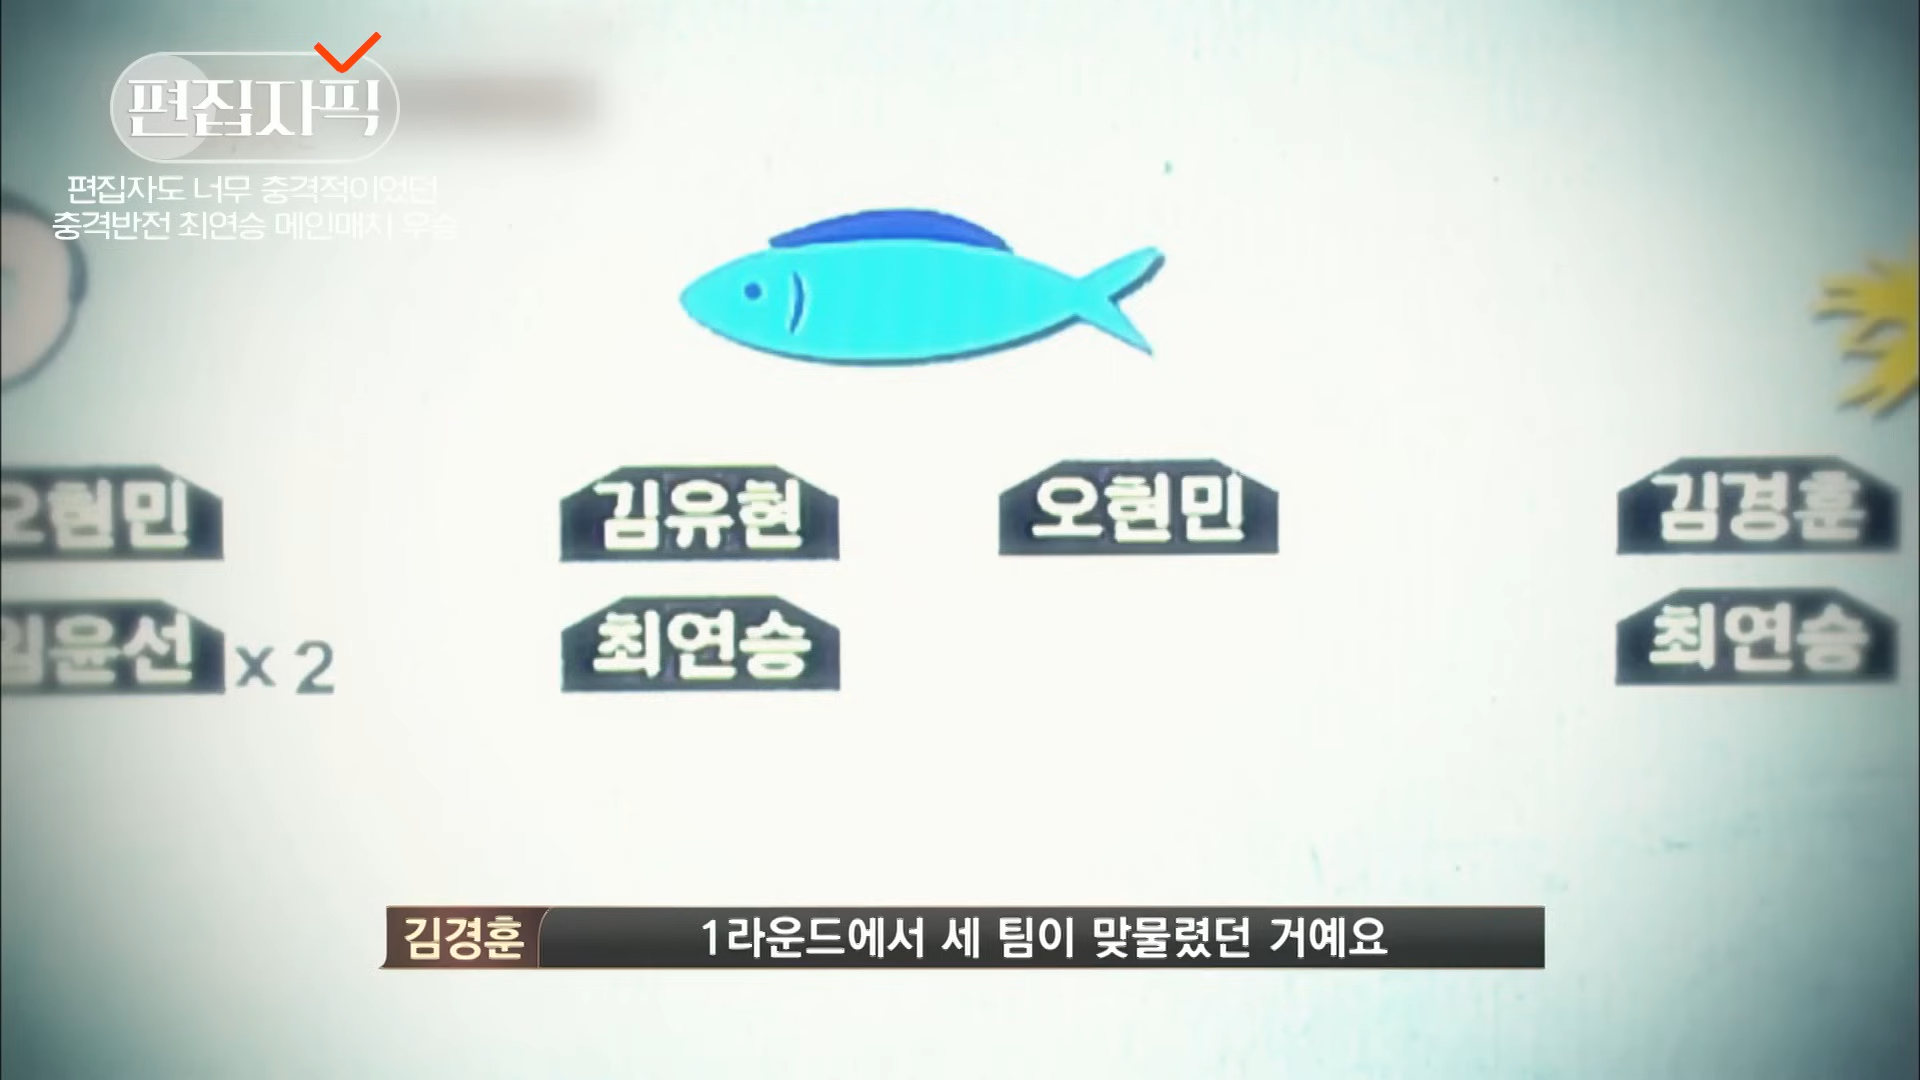 편집자픽
편집자도 너무 충격적이었던
충격반전 최연승 메인매치 우승
오현민
김유현
오현민
김경훈
임윤선 x 2
최연승
최연승
김경훈
1라운드에서 세 팀이 맞물렸던 거예요